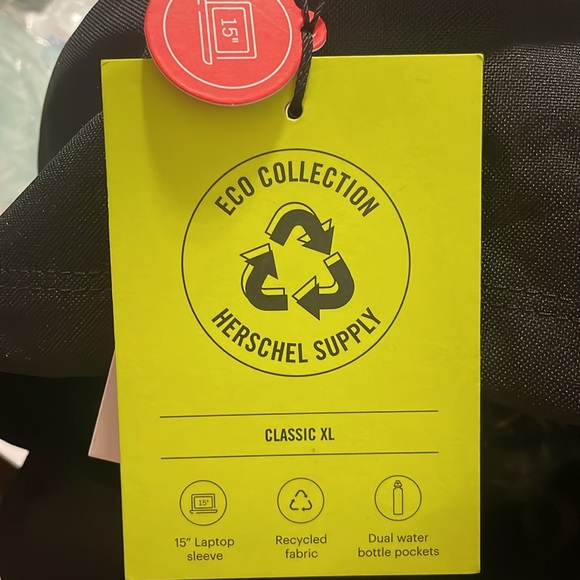 15"
ECO COLLECTION
HERSCHEL SUPPLY
CLASSIC XL
15"
15" Laptop
sleeve
Recycled
fabric
Dual water
bottle pockets